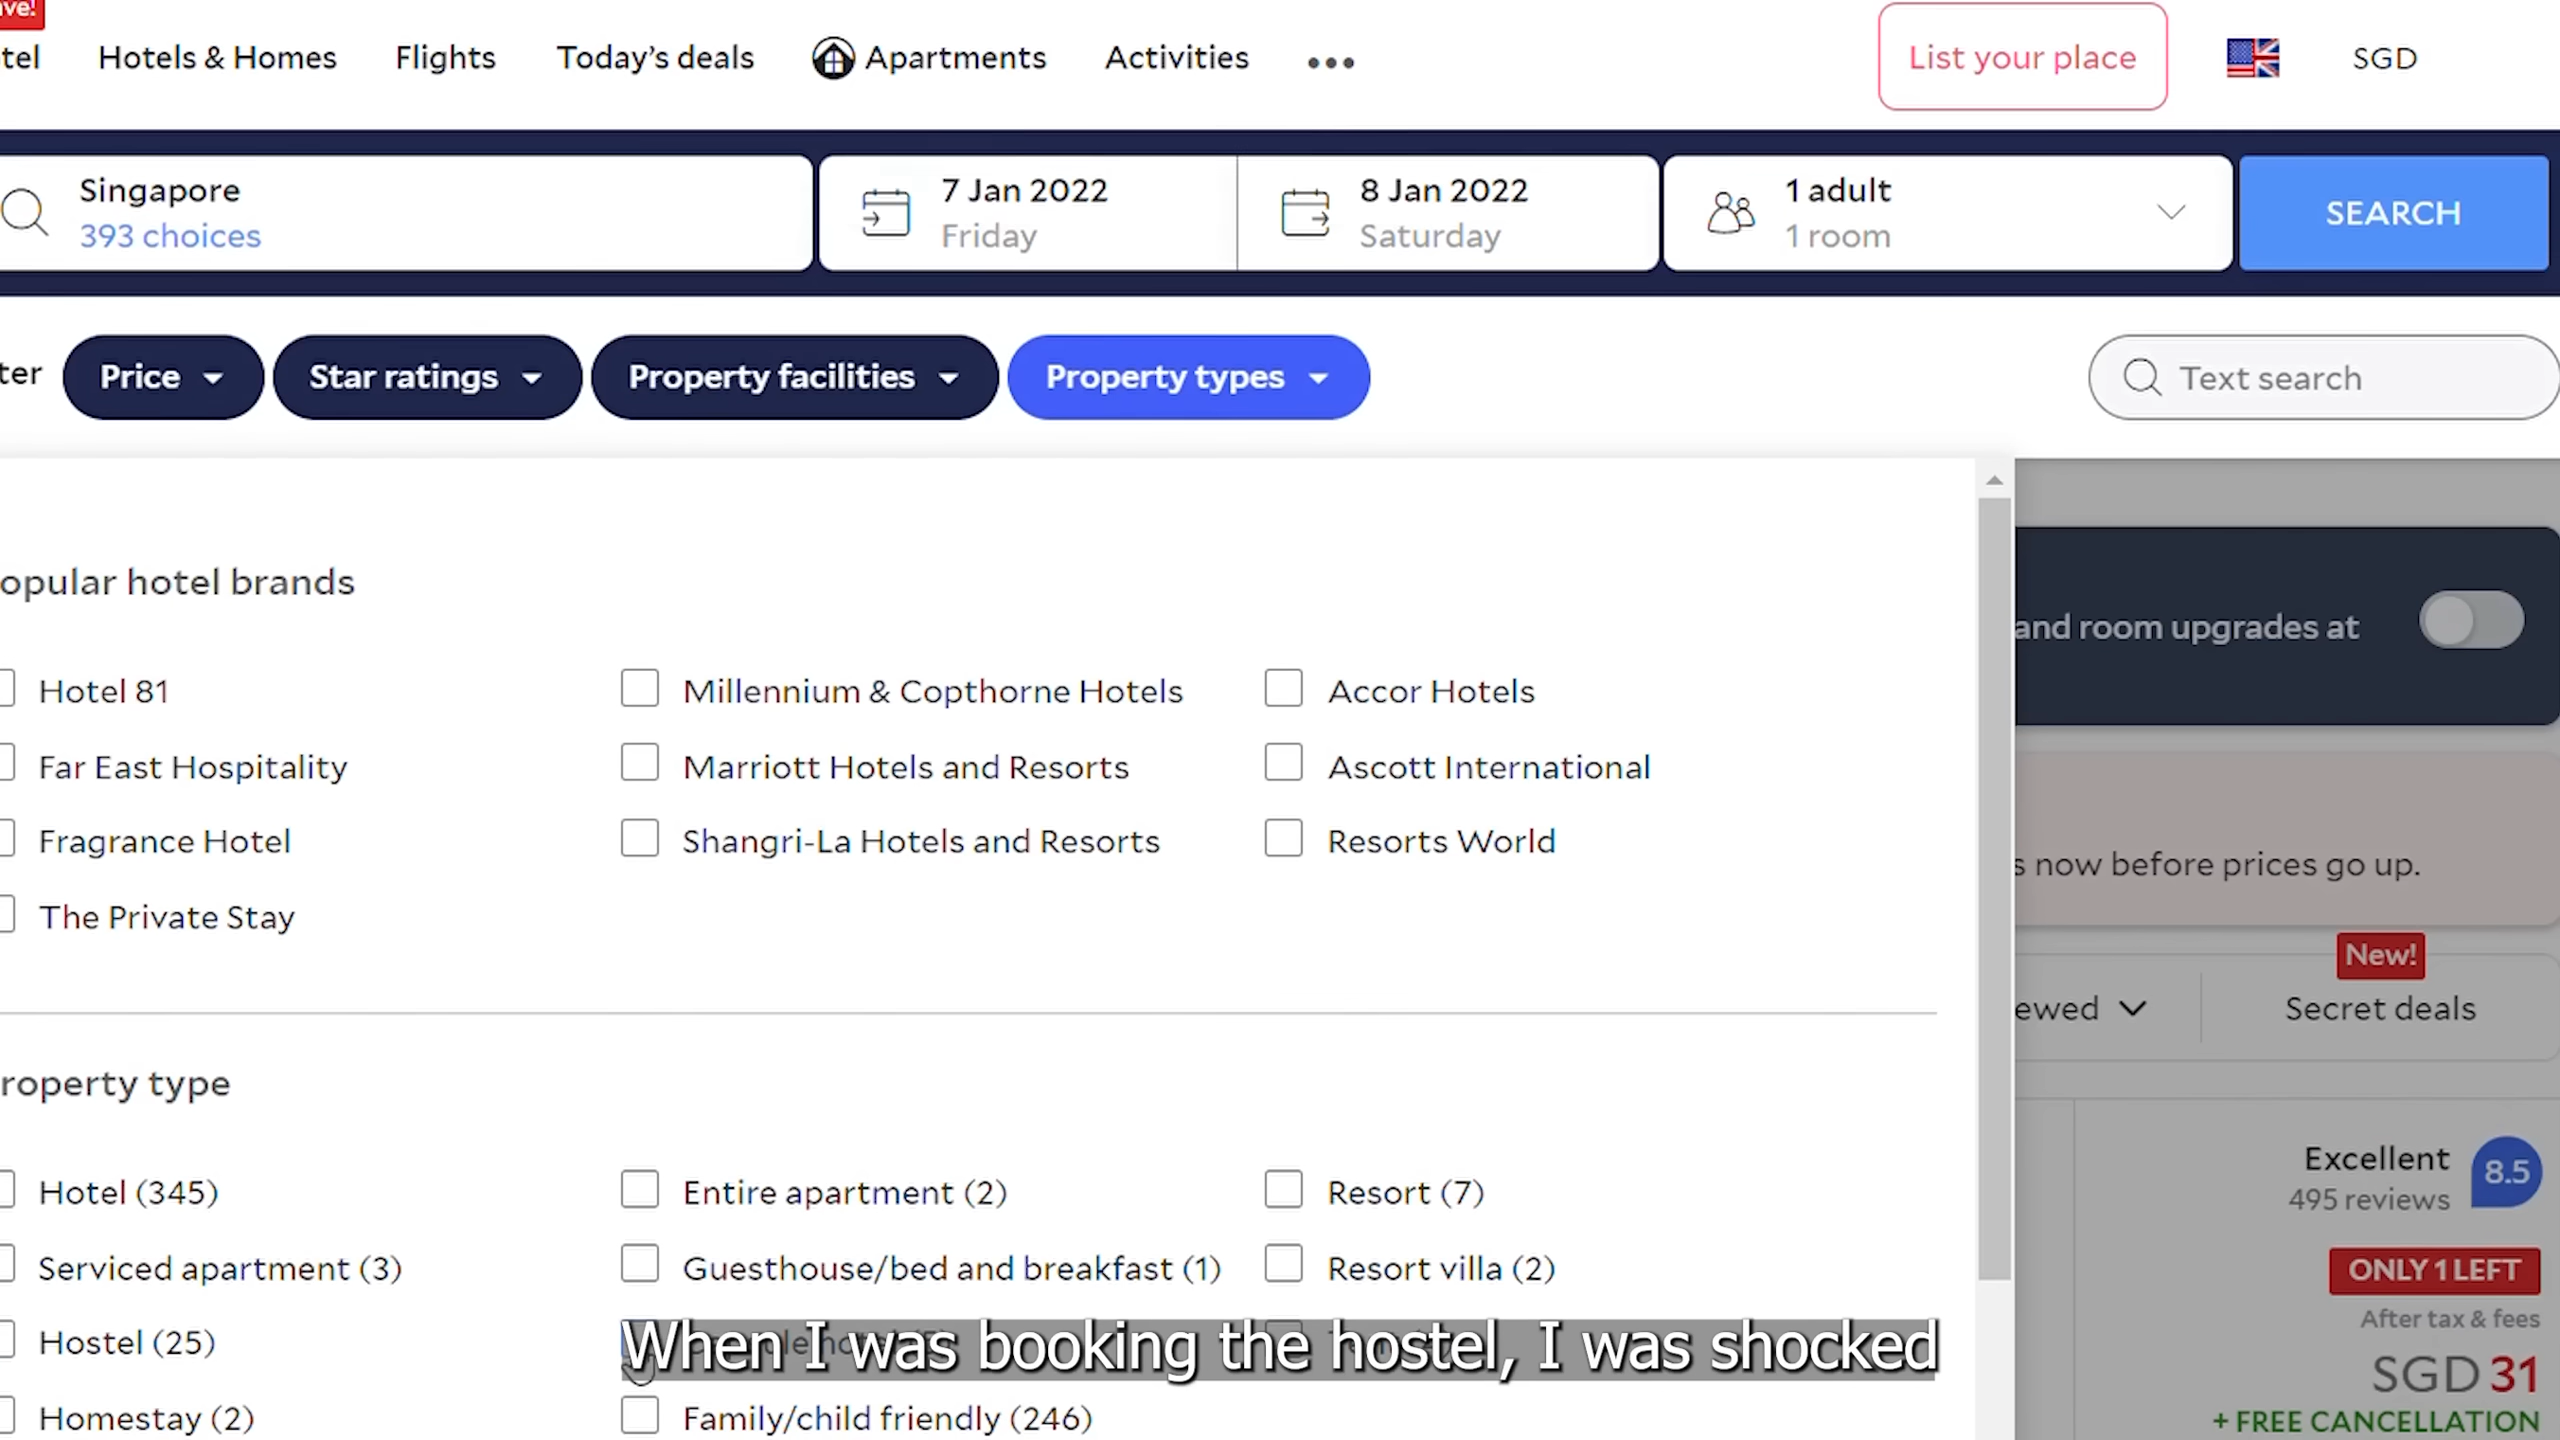 Hotels & Homes Flights Today's deals Apartments Activities
List your place SGD
Singapore
393 choices
7 Jan 2022
Friday
8 Jan 2022
Saturday
1 adult
1 room
SEARCH
Price Star ratings Property facilities Property types
Text search
opular hotel brands
Hotel 81
Millennium & Copthorne Hotels
Accor Hotels
Far East Hospitality
Marriott Hotels and Resorts
Ascott International
Fragrance Hotel
Shangri-La Hotels and Resorts
Resorts World
The Private Stay
and room upgrades at
s now before prices go up.
New!
ewed
Secret deals
roperty type
Hotel (345)
Entire apartment (2)
Resort (7)
Serviced apartment (3)
Guesthouse/bed and breakfast (1)
Resort villa (2)
Hostel (25)
Homestay (2)
Family/child friendly (246)
Excellent
495 reviews
8.5
ONLY 1 LEFT
After tax & fees
SGD 31
+ FREE CANCELLATION
When I was booking the hostel, I was shocked